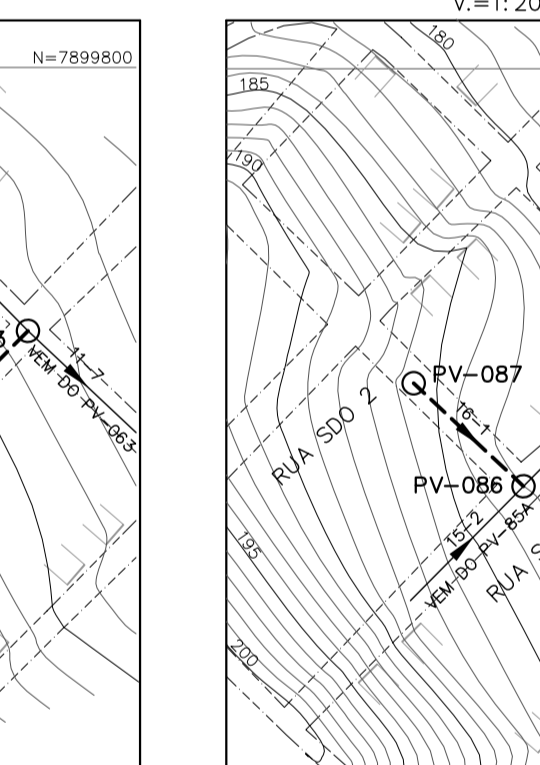 V.=1: 20
N=7899800
180
185
190
3
11-7
VEM DO PV-063
PV-087
16-1
RUA SDO 2
PV-086
15-2
VEM DO PV-85A
RUA S
195
200